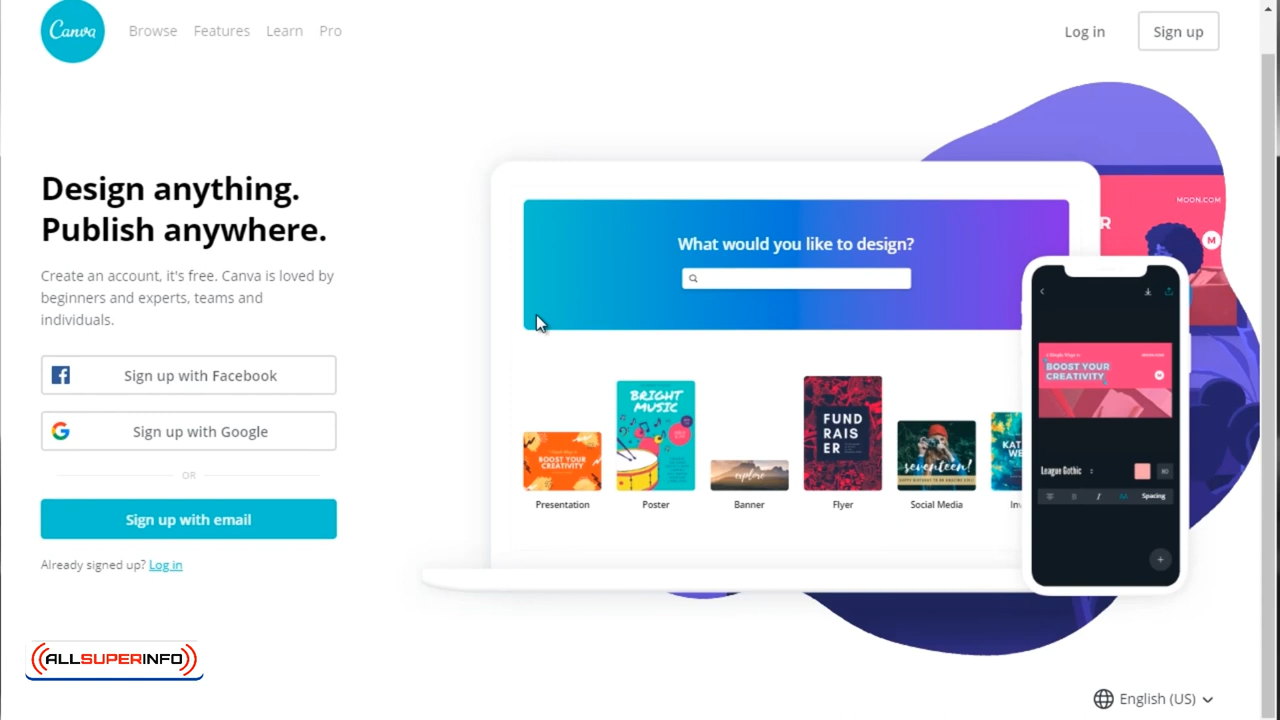 Canva
Browse Features Learn Pro
Log in
Sign up
Design anything.
Publish anywhere.
Create an account, it's free. Canva is loved by
beginners and experts, teams and
individuals.
Sign up with Facebook
Sign up with Google
OR
Sign up with email
Already signed up? Log in
What would you like to design?
BOOST YOUR
CREATIVITY
Presentation
BRIGHT
MUSIC
Poster
explore
Banner
FUND
RAIS
ER
Flyer
seventeen!
Social Media
MOON.COM
R
M
BOOST YOUR
CREATIVITY
M
League Gothic
80
B
I
AA
Spacing
+
((ALLSUPERINFO))
English (US)